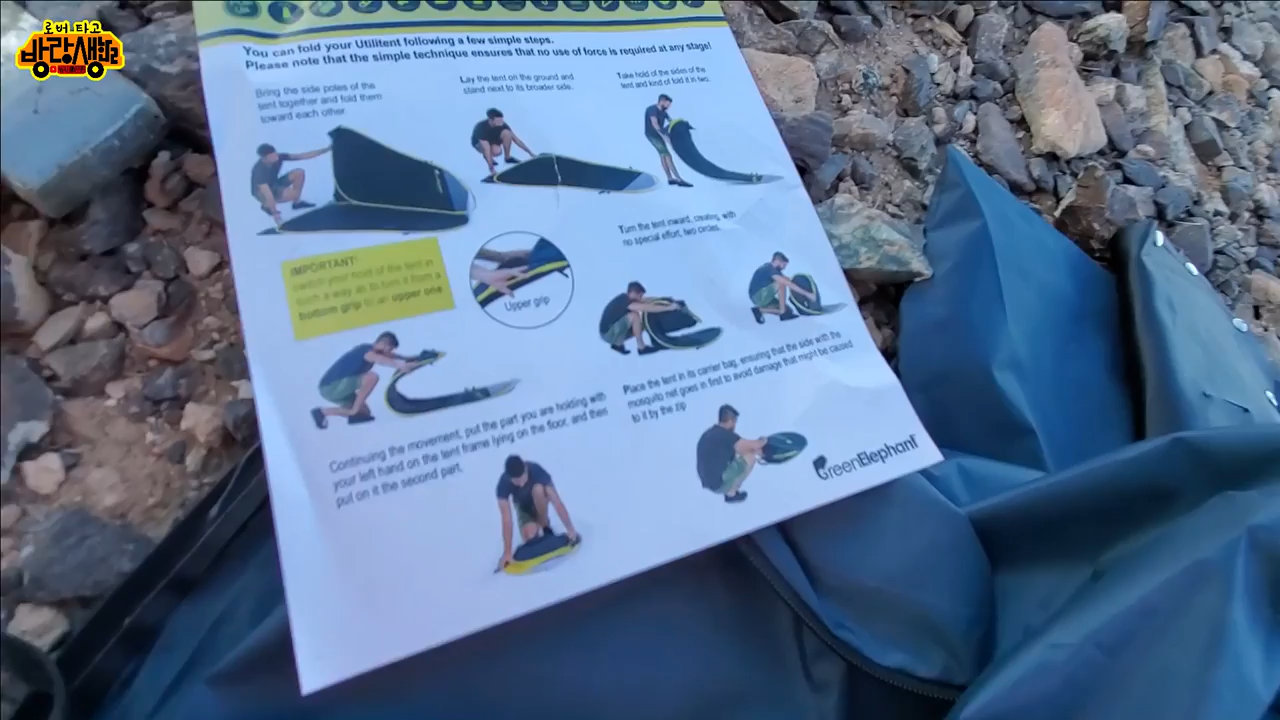 로버 타고
바람새
You can fold your Utilitent following a few simple steps.
Please note that the simple technique ensures that no use of force is required at any stage!
Bring the side poles of the
tent together and fold them
toward each other.
Lay the tent on the ground and
stand next to its broader side.
Take hold of the sides of the
tent and kind of fold it in two.
IMPORTANT:
switch your hold of the tent in
such a way as to turn it from a
bottom grip to an upper one
Upper grip
Turn the tent inward, creating, with
no special effort, two circles.
Continuing the movement, put the part you are holding with
your left hand on the tent frame lying on the floor, and then
put on it the second part.
Place the tent in its carrier bag, ensuring that the side with the
mosquito net goes in first to avoid damage that might be caused
to it by the zip
GreenElephant